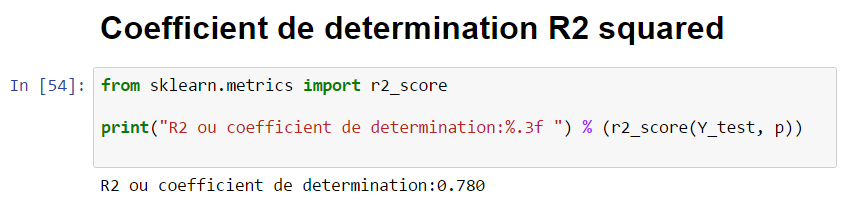 Coefficient de determination R2 squared
In [54]: from sklearn.metrics import r2_score
print("R2 ou coefficient de determination:%.3f ") % (r2_score(Y_test, p))
R2 ou coefficient de determination:0.780